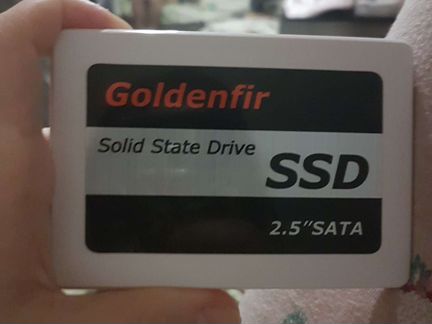 Goldenfir
Solid State Drive
SSD
2.5"SATA